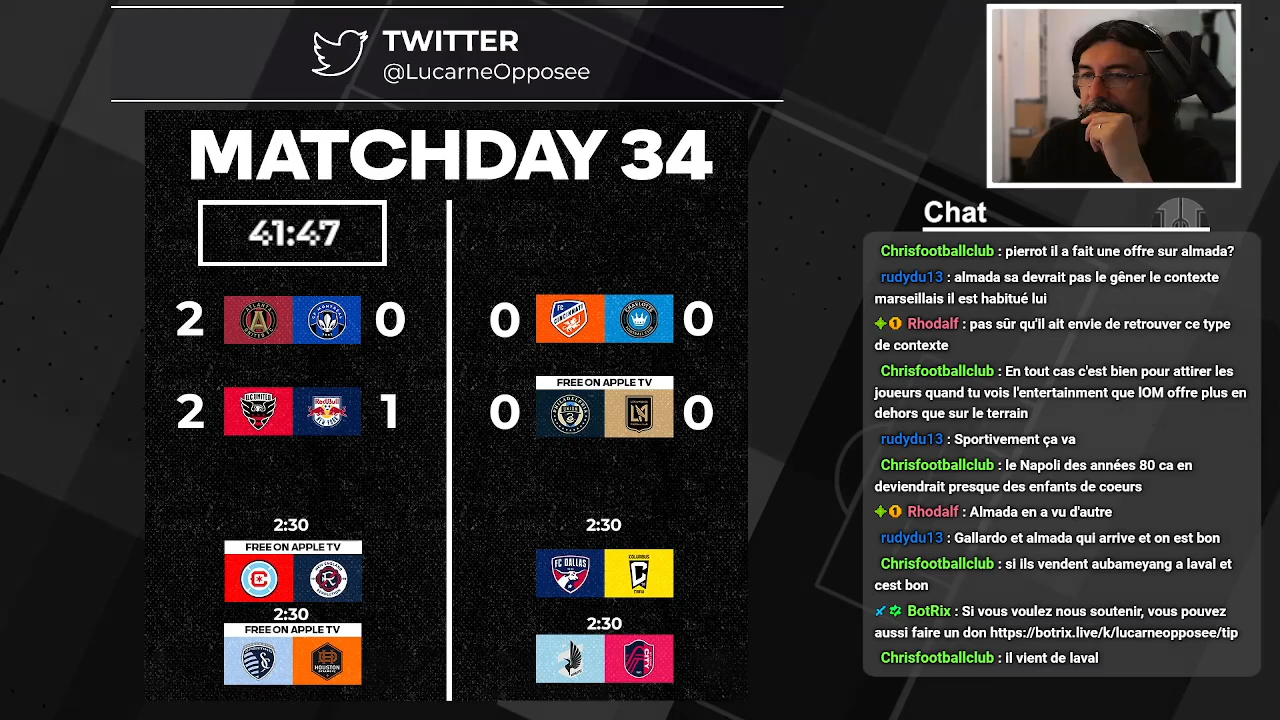 TWITTER
@LucarneOpposee
MATCHDAY 34
41:47
2 0
0 0
2 1
FREE ON APPLE TV
0 0
2:30
FREE ON APPLE TV
2:30
FC DALLAS
2:30
FREE ON APPLE TV
2:30
CITY
Chat
Chrisfootballclub : pierrot il a fait une offre sur almada?
rudydu13 : almada sa devrait pas le gêner le contexte
marseillais il est habitué lui
Rhodalf : pas sûr qu'il ait envie de retrouver ce type
de contexte
Chrisfootballclub : En tout cas c'est bien pour attirer les
joueurs quand tu vois l'entertainment que lOM offre plus en
dehors que sur le terrain
rudydu13 : Sportivement ça va
Chrisfootballclub : le Napoli des années 80 ca en
deviendrait presque des enfants de coeurs
Rhodalf : Almada en a vu d'autre
rudydu13 : Gallardo et almada qui arrive et on est bon
Chrisfootballclub : si ils vendent aubameyang a laval et
cest bon
BotRix : Si vous voulez nous soutenir, vous pouvez
aussi faire un don https://botrix.live/k/lucarneopposee/tip
Chrisfootballclub : il vient de laval